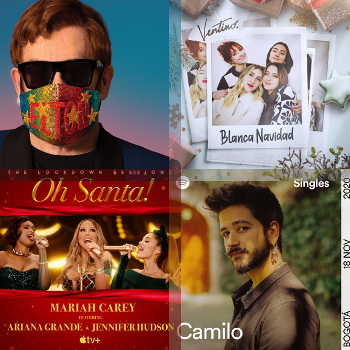 ELTON
THE LOCKDOWN SESSIONS
Ventino.
Blanca Navidad
Oh Santa!
MARIAH CAREY
FEATURING
ARIANA GRANDE & JENNIFER HUDSON
tv+
Singles
BOGOTÁ 18 NOV 2020
Camilo